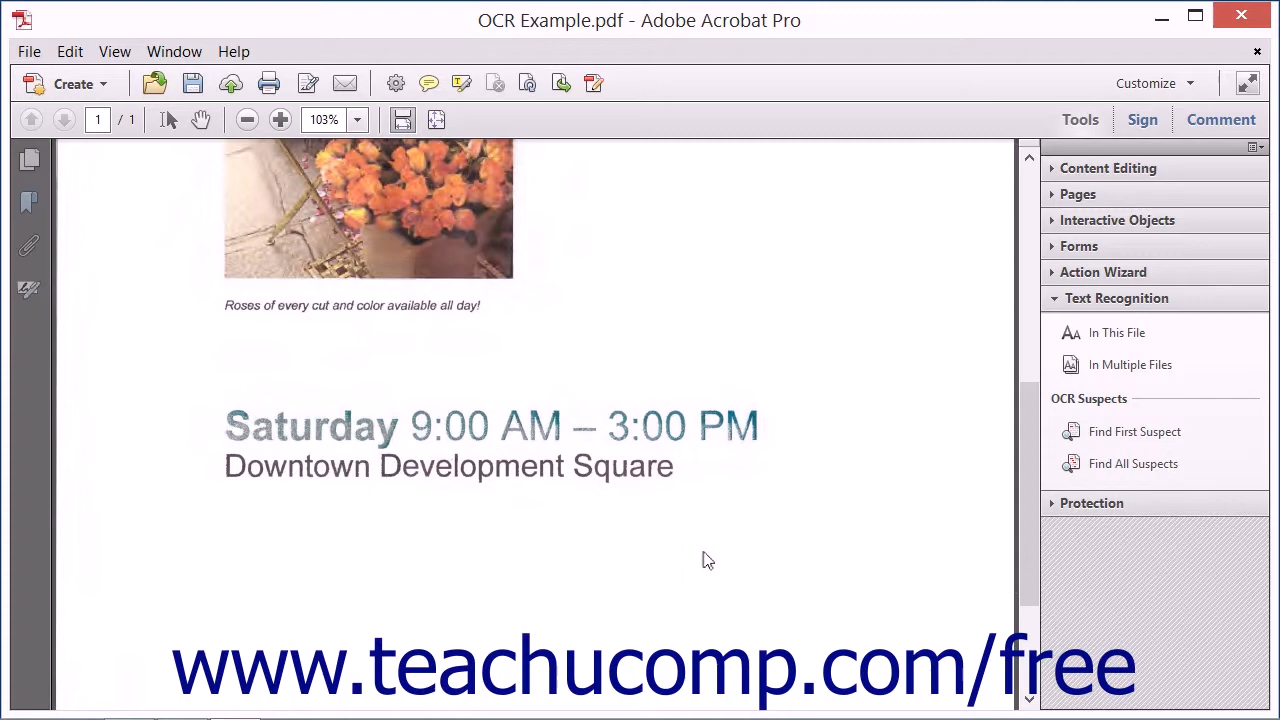 OCR Example.pdf - Adobe Acrobat Pro
File Edit View Window Help
Create Customize
1 / 1 103% Tools Sign Comment
Content Editing
Pages
Interactive Objects
Forms
Action Wizard
Text Recognition
In This File
In Multiple Files
OCR Suspects
Find First Suspect
Find All Suspects
Protection
Roses of every cut and color available all day!
Saturday 9:00 AM – 3:00 PM
Downtown Development Square
www.teachucomp.com/free